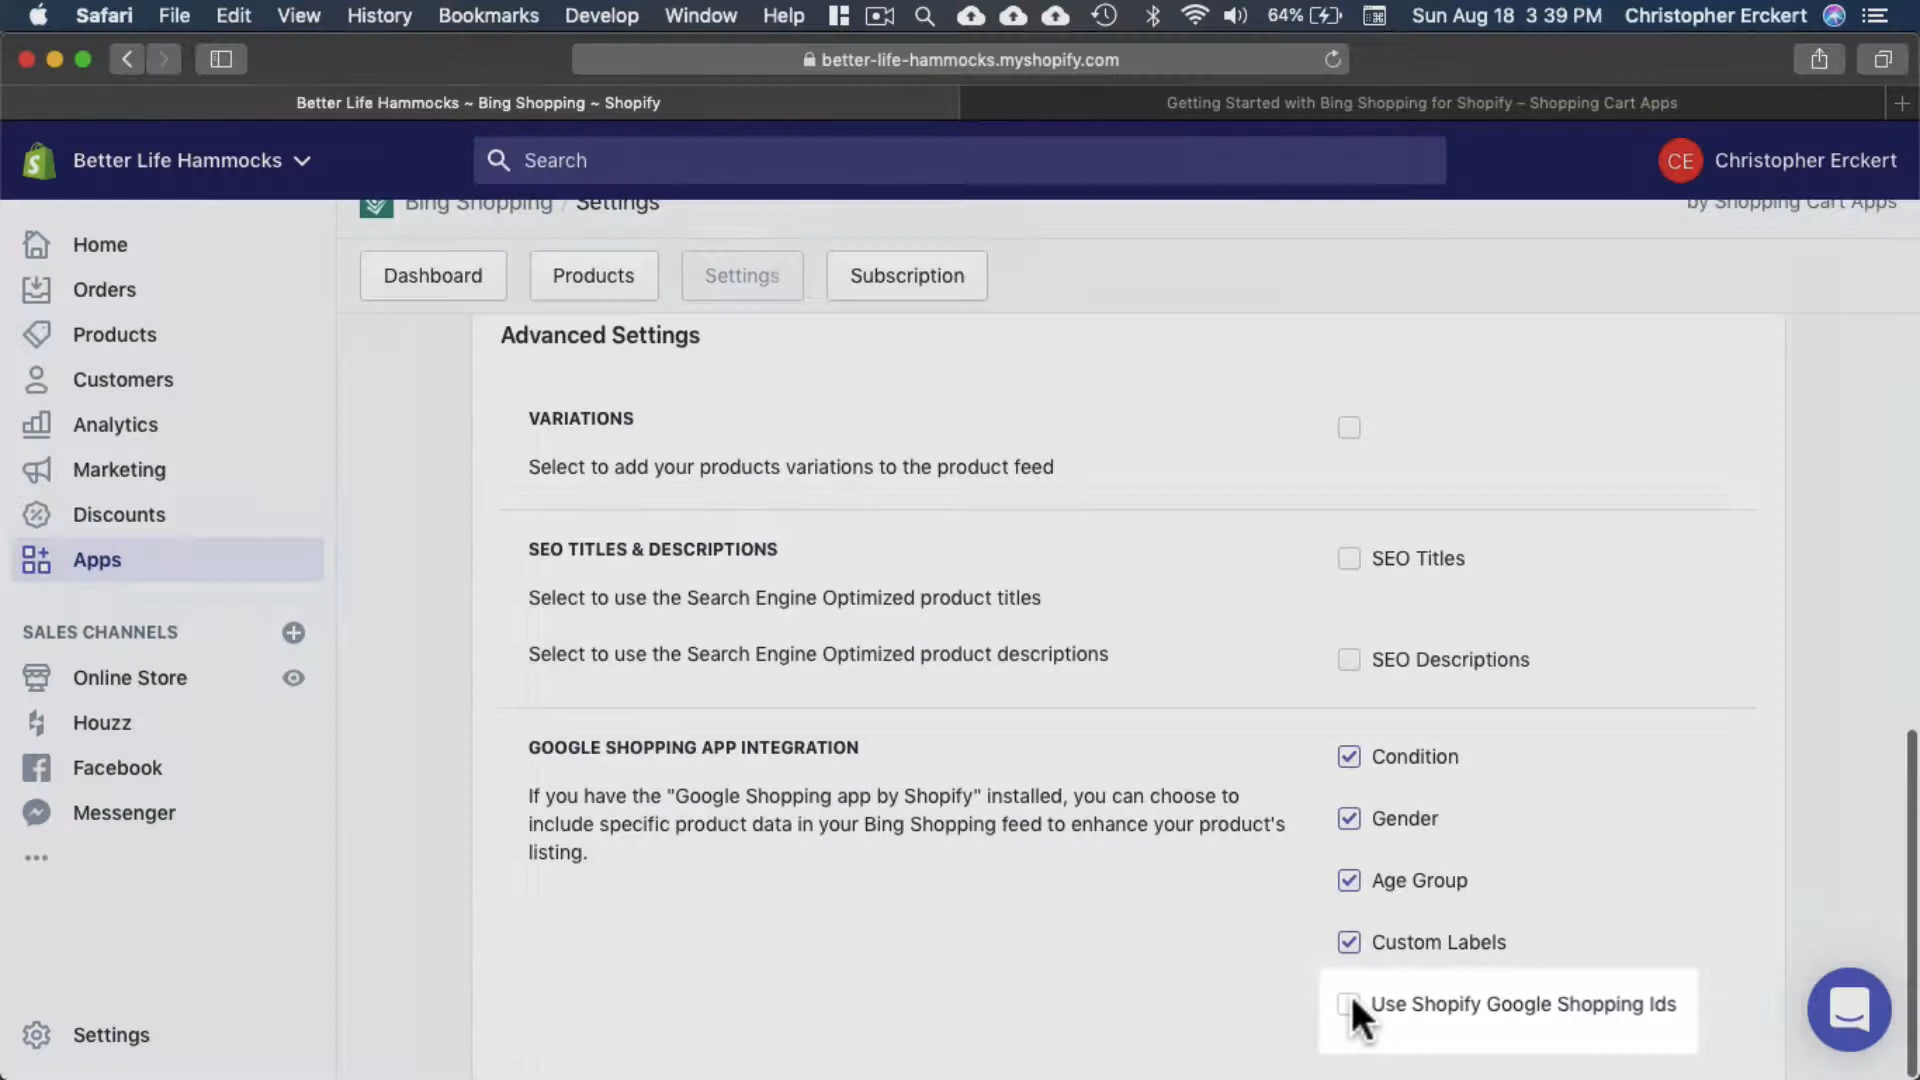 Safari File Edit View History Bookmarks Develop Window Help 64% Sun Aug 18 3 39 PM Christopher Erckert
better-life-hammocks.myshopify.com
Better Life Hammocks ~ Bing Shopping ~ Shopify
Getting Started with Bing Shopping for Shopify – Shopping Cart Apps
Better Life Hammocks
Search
CE Christopher Erckert
Bing Shopping / Settings
by Shopping Cart Apps
Home
Orders
Products
Customers
Analytics
Marketing
Discounts
Apps
SALES CHANNELS
Online Store
Houzz
Facebook
Messenger
Settings
Dashboard Products Settings Subscription
Advanced Settings
VARIATIONS
Select to add your products variations to the product feed
SEO TITLES & DESCRIPTIONS
SEO Titles
Select to use the Search Engine Optimized product titles
Select to use the Search Engine Optimized product descriptions
SEO Descriptions
GOOGLE SHOPPING APP INTEGRATION
If you have the "Google Shopping app by Shopify" installed, you can choose to
include specific product data in your Bing Shopping feed to enhance your product's
listing.
Condition
Gender
Age Group
Custom Labels
Use Shopify Google Shopping Ids